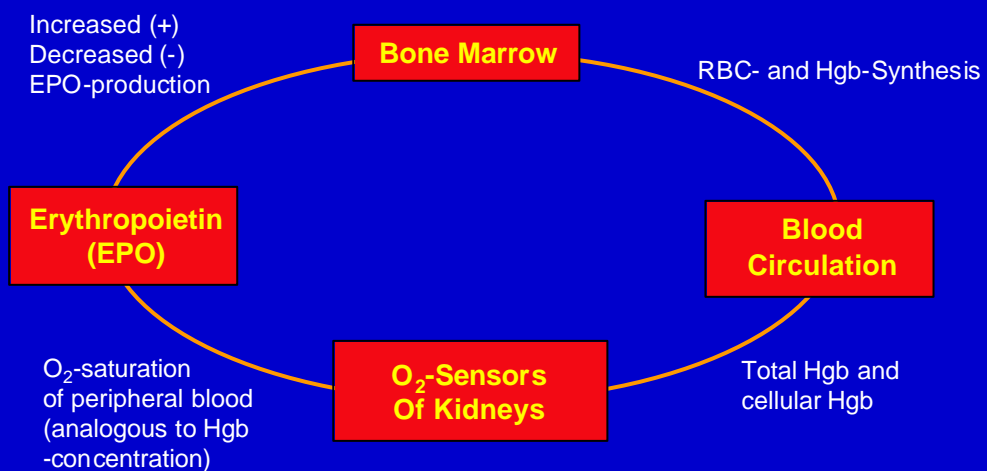 Increased (+)
Decreased (-)
EPO-production
Bone Marrow
RBC- and Hgb-Synthesis
Erythropoietin
(EPO)
Blood
Circulation
O₂-saturation
of peripheral blood
(analogous to Hgb
-concentration)
O₂-Sensors
Of Kidneys
Total Hgb and
cellular Hgb